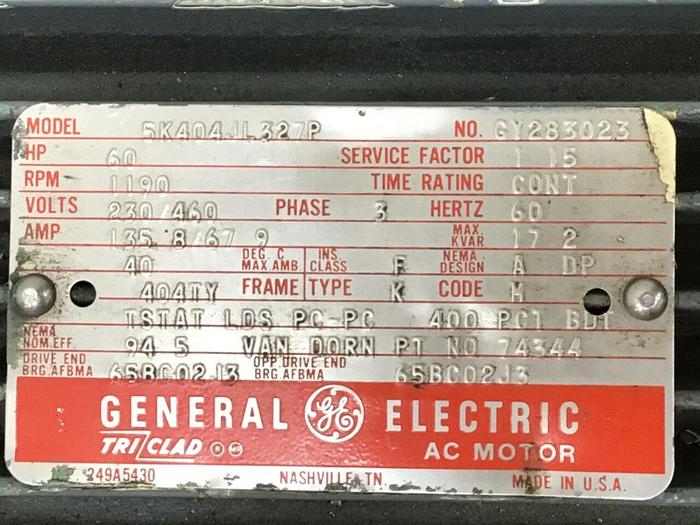 MODEL 5K404JL327P NO. GY283023
HP 60 SERVICE FACTOR 1 15
RPM 1190 TIME RATING CONT
VOLTS 230/460 PHASE 3 HERTZ 60
AMP 135.8/67 9 MAX. KVAR 17 2
40 DEG. C MAX.AMB. INS. CLASS F NEMA DESIGN A DP
404TY FRAME TYPE K CODE H
TSTAT LDS PC-PC 400 PCT BDT
NEMA NOM.EFF. 94 5 VAN DORN PT NO 74344
DRIVE END BRG.AFBMA 65BC02J3 OPP.DRIVE END BRG.AFBMA 65BC02J3
GENERAL GE ELECTRIC
TRI/CLAD ® MR AC MOTOR
249A5430 NASHVILLE, TN. MADE IN U.S.A.